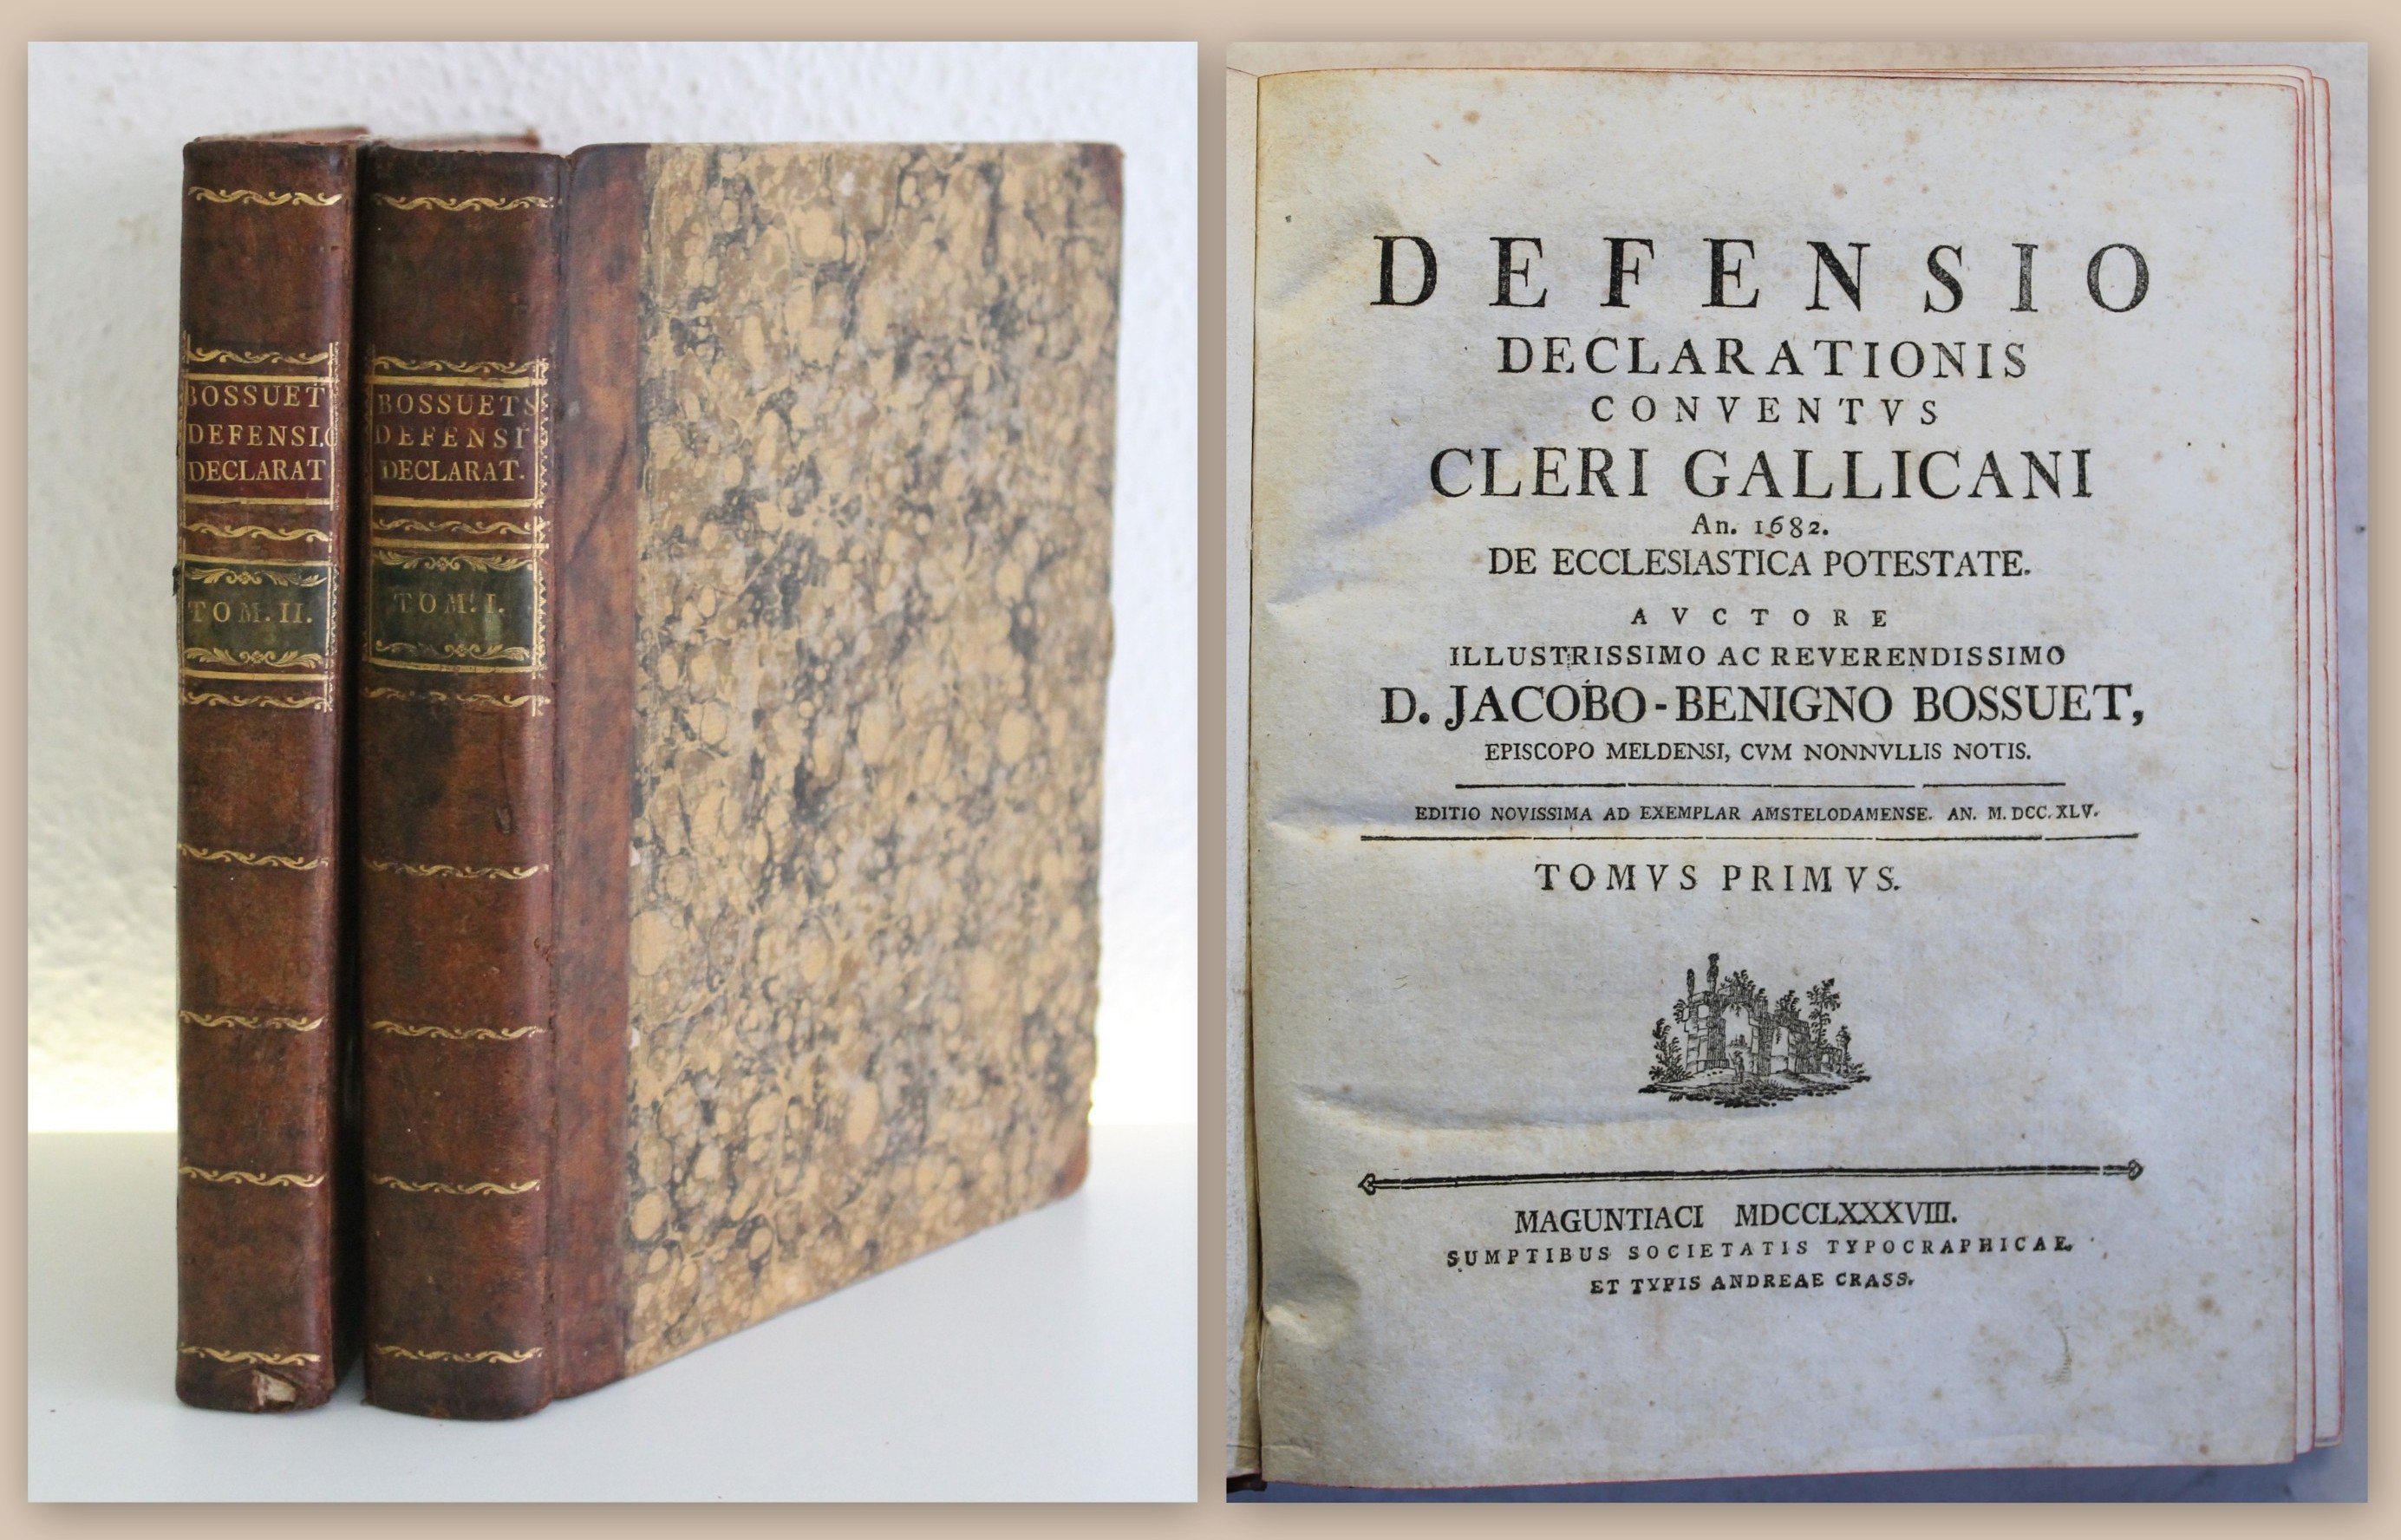 BOSSUET
DEFENSIO
DECLARAT
TOM. II.
BOSSUETS
DEFENSI
DECLARAT.
TOM. I.
DEFENSIO
DECLARATIONIS
CONVENTVS
CLERI GALLICANI
An. 1682.
DE ECCLESIASTICA POTESTATE.
AVCTORE
ILLUSTRISSIMO AC REVERENDISSIMO
D. JACOBO-BENIGNO BOSSUET,
EPISCOPO MELDENSI, CVM NONNVLLIS NOTIS.
EDITIO NOVISSIMA AD EXEMPLAR AMSTELODAMENSE. AN. M. DCC. XLV.
TOMVS PRIMVS.
MAGUNTIACI MDCCLXXXVIII.
SUMPTIBUS SOCIETATIS TYPOGRAPHICAE,
ET TYPIS ANDREAE CRASS.